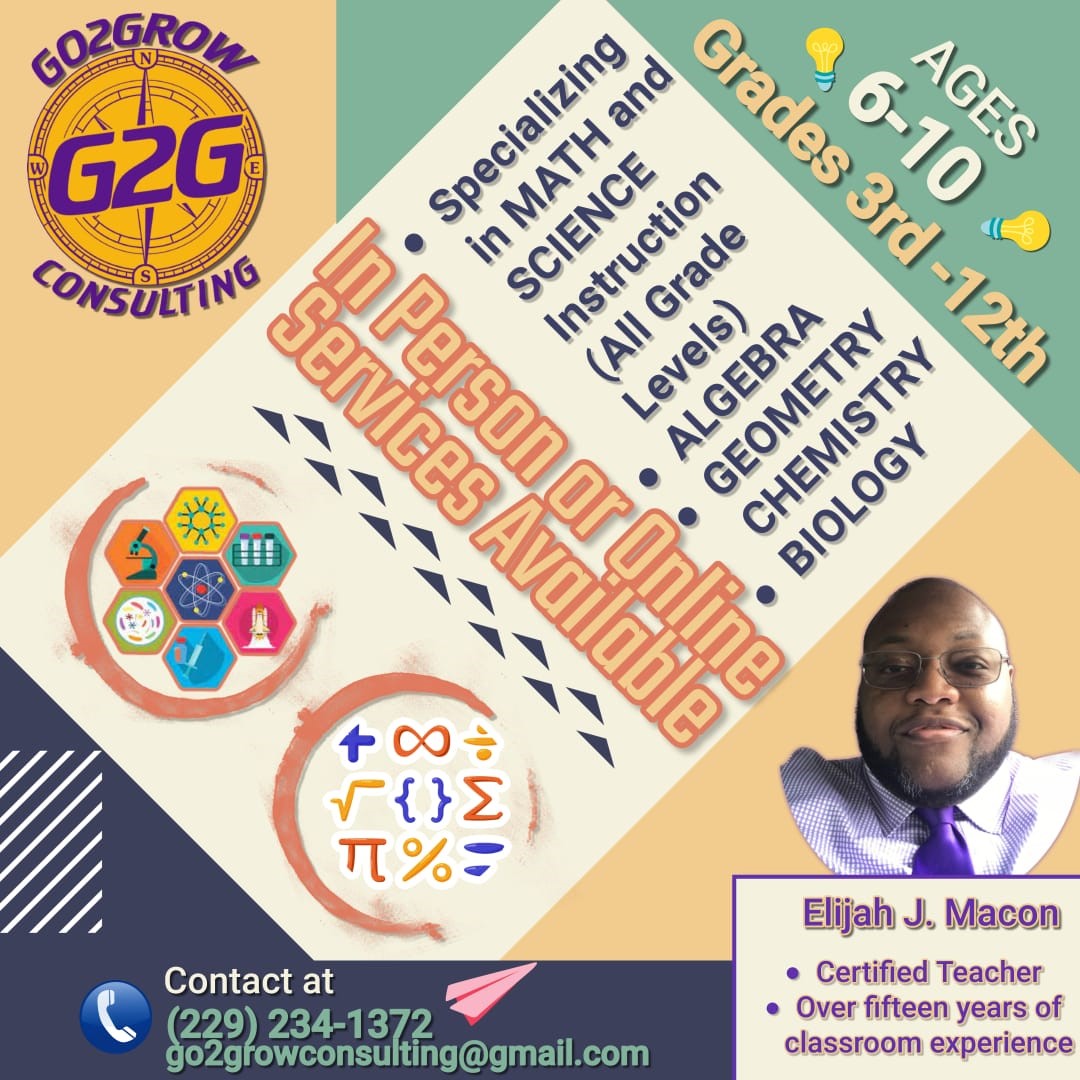 GO2GROW
N
W
G2G
E
S
CONSULTING
AGES
6-10
Grades 3rd -12th
• Specializing
in MATH and
SCIENCE
Instruction
(All Grade
Levels)
• ALGEBRA
• GEOMETRY
CHEMISTRY
• BIOLOGY
In Person or Online
Services Available
+ ∞ ÷
√ { } Σ
π % =
Elijah J. Macon
• Certified Teacher
• Over fifteen years of
classroom experience
Contact at
(229) 234-1372
go2growconsulting@gmail.com